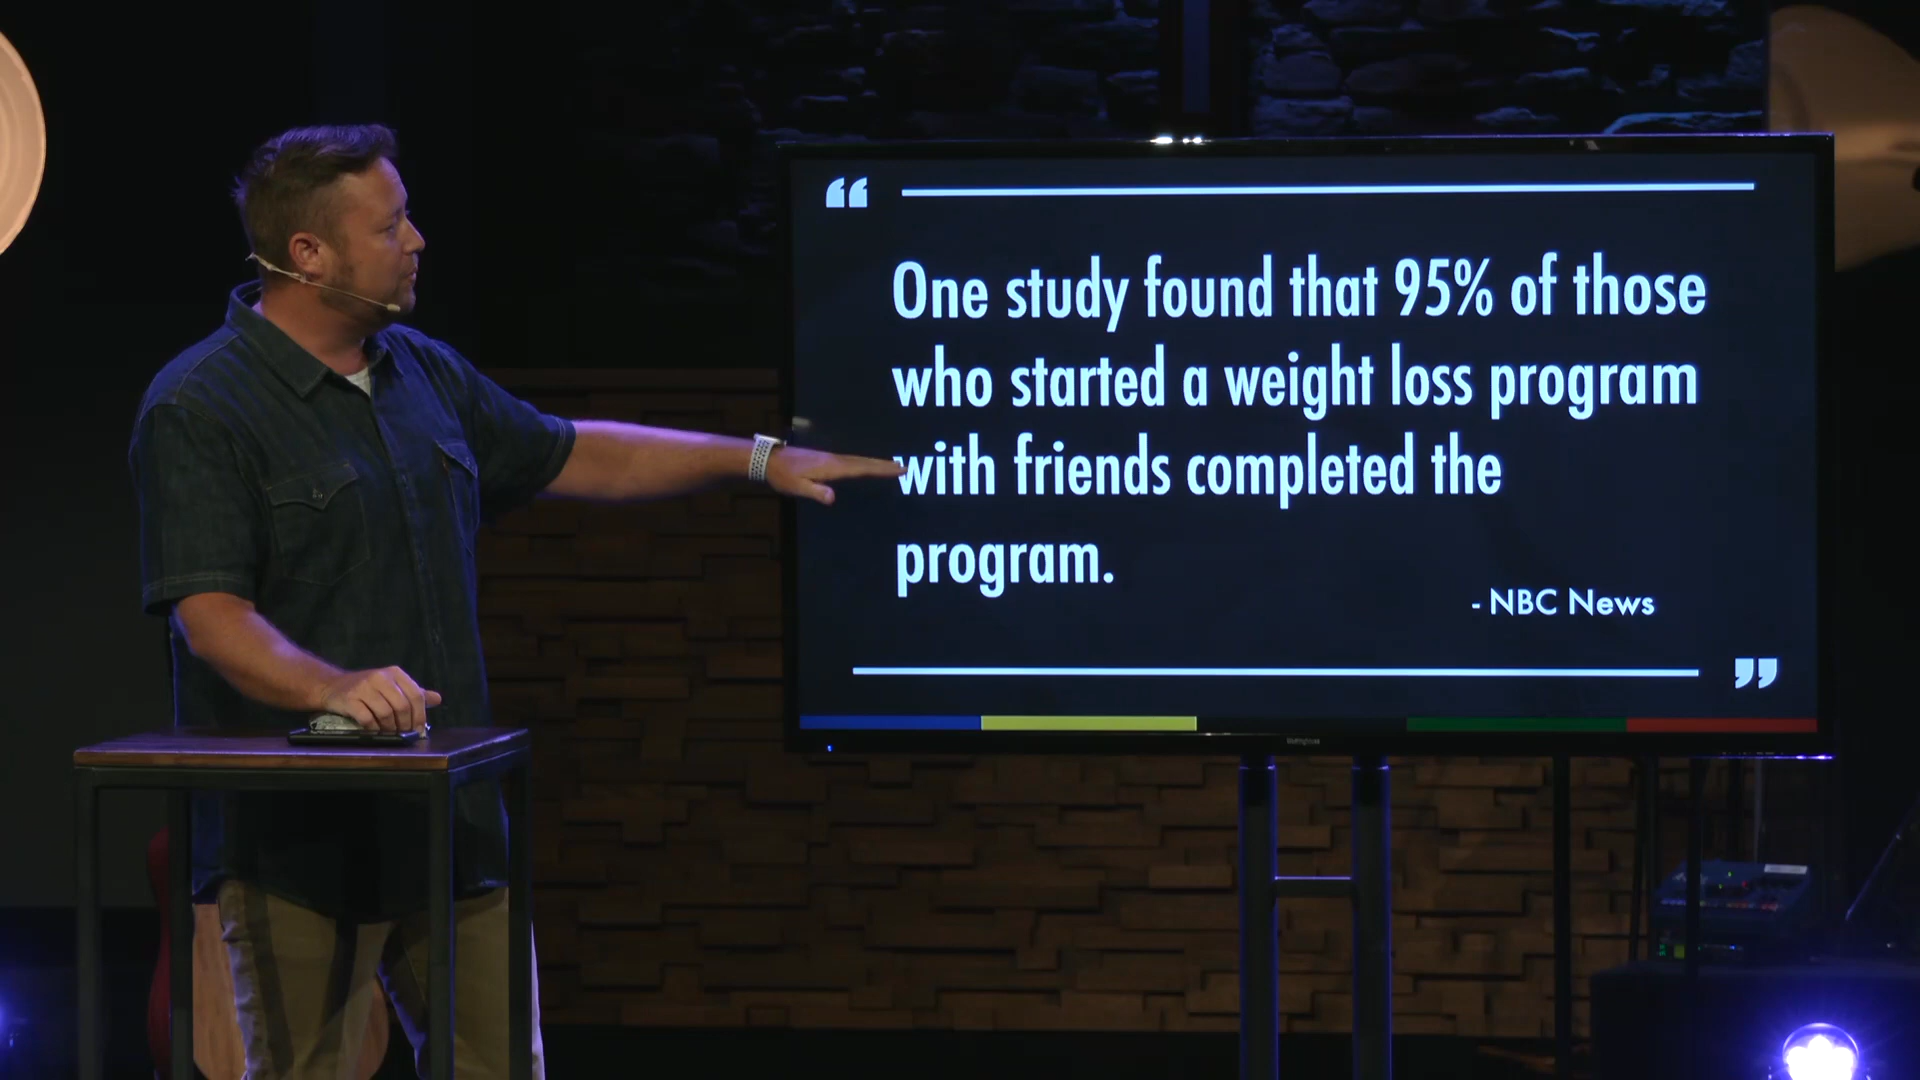 “
One study found that 95% of those
who started a weight loss program
with friends completed the
program.
- NBC News
”
Westinghouse